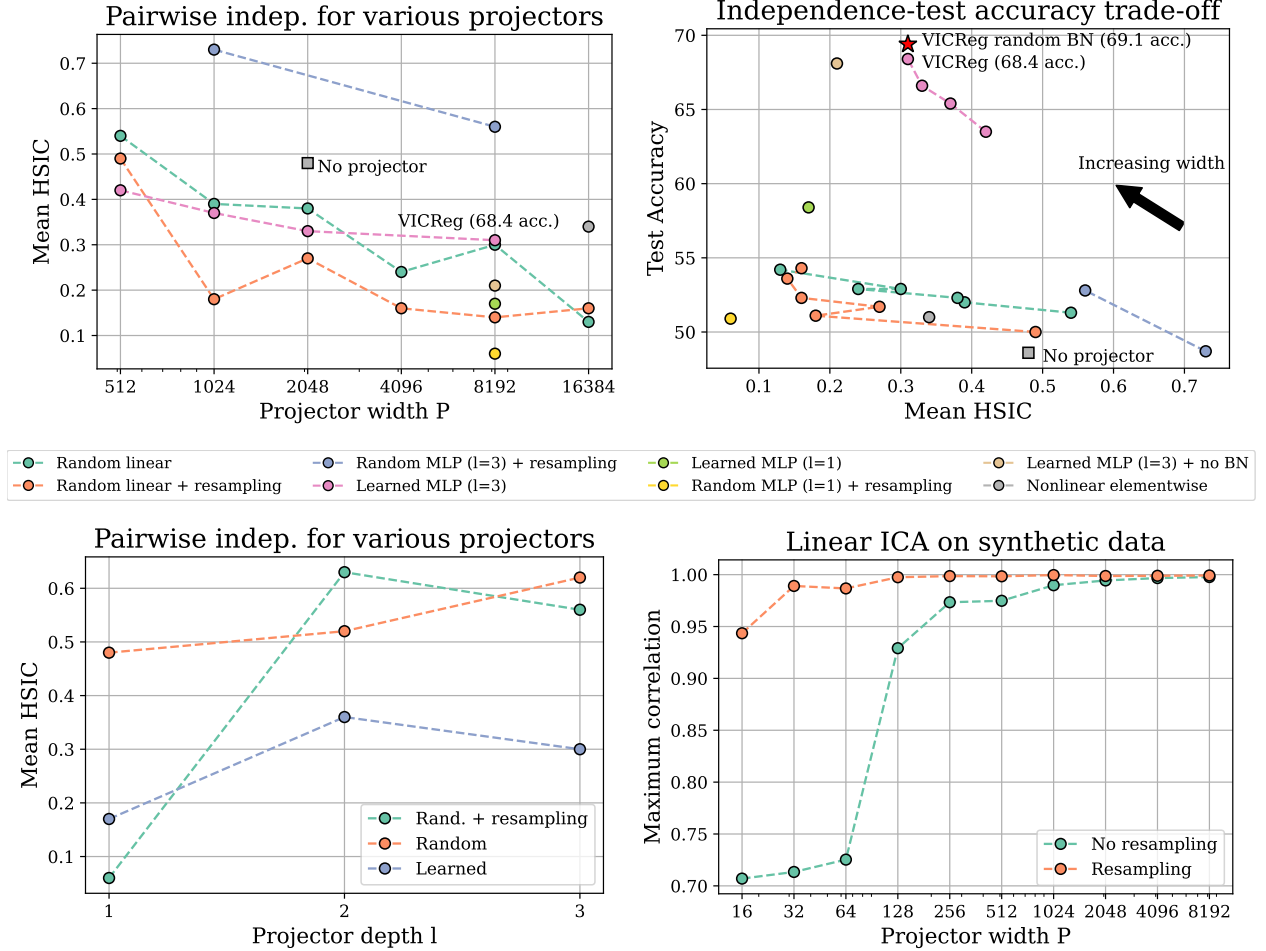 Pairwise indep. for various projectors
Mean HSIC
0.7
0.6
0.5
0.4
0.3
0.2
0.1
No projector
VICReg (68.4 acc.)
512 1024 2048 4096 8192 16384
Projector width P
Independence-test accuracy trade-off
Test Accuracy
70
65
60
55
50
VICReg random BN (69.1 acc.)
VICReg (68.4 acc.)
Increasing width
No projector
0.1 0.2 0.3 0.4 0.5 0.6 0.7
Mean HSIC
Random linear
Random linear + resampling
Random MLP (l=3) + resampling
Learned MLP (l=3)
Learned MLP (l=1)
Random MLP (l=1) + resampling
Learned MLP (l=3) + no BN
Nonlinear elementwise
Pairwise indep. for various projectors
Mean HSIC
0.6
0.5
0.4
0.3
0.2
0.1
Rand. + resampling
Random
Learned
1 2 3
Projector depth l
Linear ICA on synthetic data
Maximum correlation
1.00
0.95
0.90
0.85
0.80
0.75
0.70
No resampling
Resampling
16 32 64 128 256 512 1024 2048 4096 8192
Projector width P